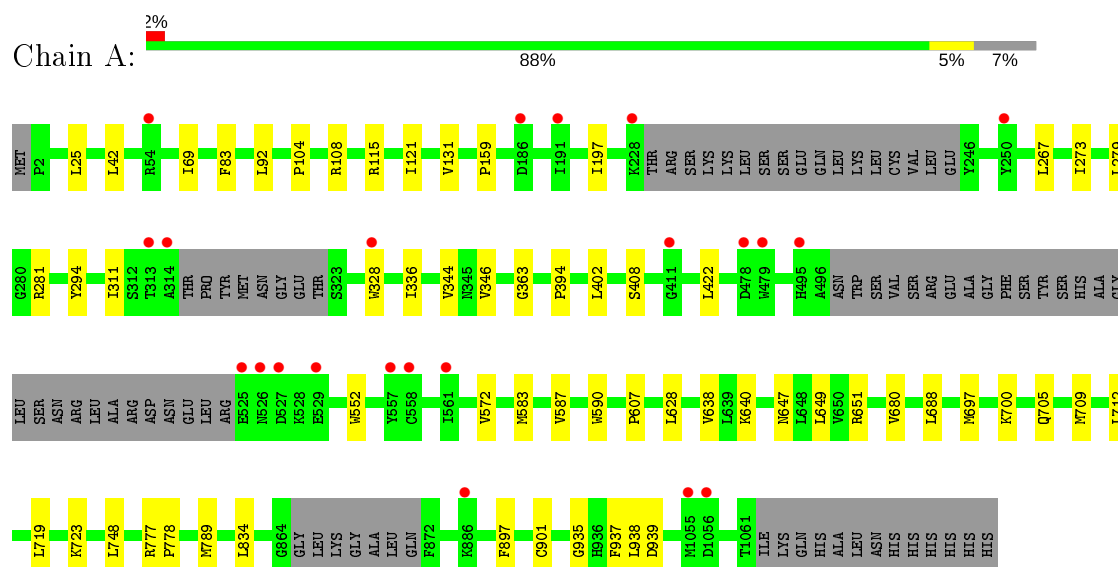 2%
Chain A:
88% 5% 7%
MET P2 L25 L42 R54 I69 F83 L92 P104 R108 R115 I121 V131 P159 D186 I191 I197 K228 THR ARG SER LYS LYS LEU SER SER GLU GLN LEU LYS LEU CYS VAL LEU GLU Y246 Y250 L267 I273 L279
G280 R281 Y294 I311 S312 T313 A314 THR PRO TYR MET ASN GLY GLU THR S323 W328 I336 V344 N345 V346 G363 P394 L402 S408 G411 L422 D478 W479 H495 A496 ASN TRP SER VAL SER ARG GLU ALA GLY PHE SER TYR SER HIS ALA GLY
LEU SER ASN ARG LEU ALA ARG ASP ASN GLU LEU ARG E525 N526 D527 K528 E529 W552 Y557 C558 I561 V572 M583 V587 W590 P607 L628 V638 L639 K640 N647 L648 L649 V650 R651 V680 L688 M697 K700 Q705 M709
L719 K723 L748 R777 P778 M789 L834 G864 GLY LEU LYS GLY ALA LEU GLN F872 K886 F897 C901 G935 H936 F937 L938 D939 M1055 D1056 T1061 ILE LYS GLN HIS ALA LEU ASN HIS HIS HIS HIS HIS HIS